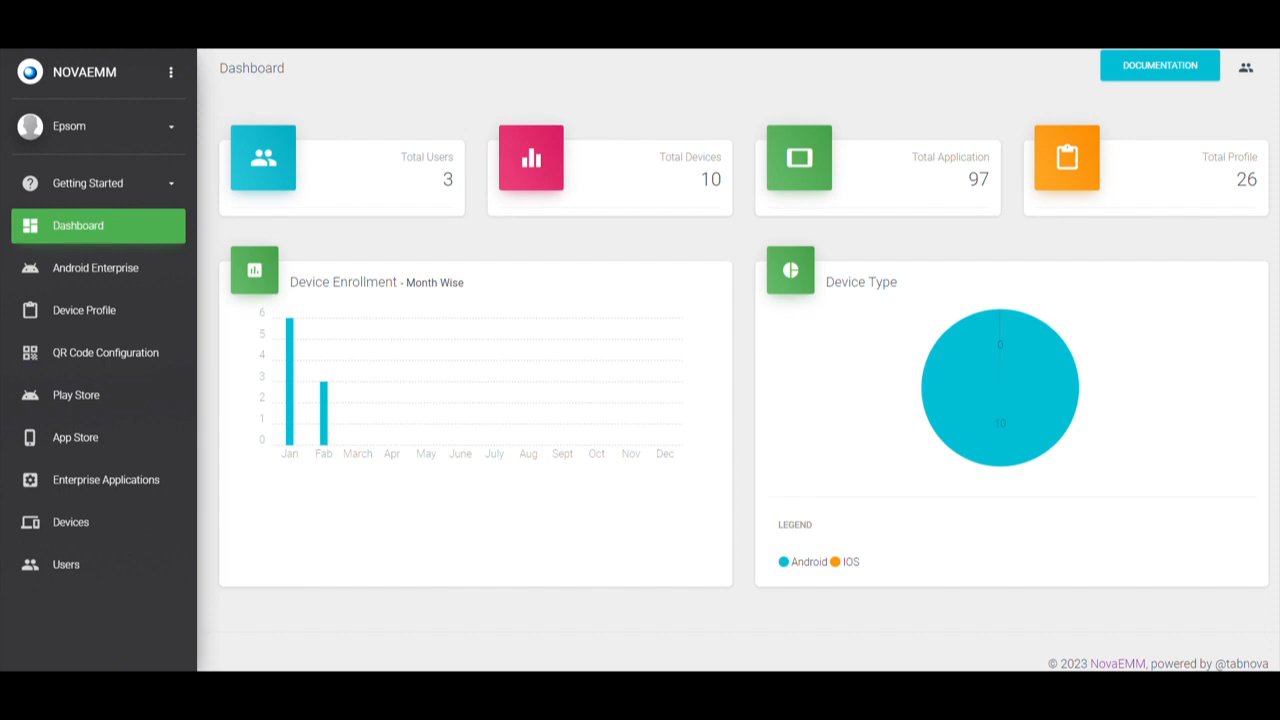 NOVAEMM
Epsom
Getting Started
Dashboard
Android Enterprise
Device Profile
QR Code Configuration
Play Store
App Store
Enterprise Applications
Devices
Users
Dashboard
DOCUMENTATION
Total Users
3
Total Devices
10
Total Application
97
Total Profile
26
Device Enrollment - Month Wise
6
5
4
3
2
1
0
Jan Fab March Apr May June July Aug Sept Oct Nov Dec
Device Type
0
10
LEGEND
Android IOS
© 2023 NovaEMM, powered by @tabnova